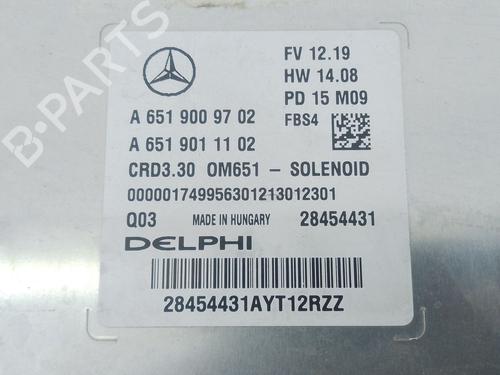 FV 12.19
HW 14.08
PD 15 M09
A 651 900 97 02
FBS4
A 651 901 11 02
CRD3.30 OM651 - SOLENOID
000001749956301213012301
Q03 MADE IN HUNGARY 28454431
DELPHI
28454431AYT12RZZ
B-PARTS